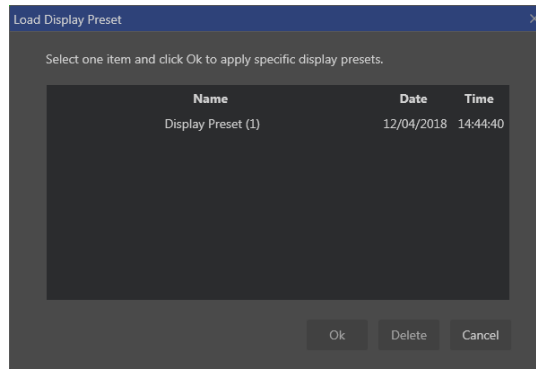 Load Display Preset
Select one item and click Ok to apply specific display presets.
Name Date Time
Display Preset (1) 12/04/2018 14:44:40
Ok Delete Cancel